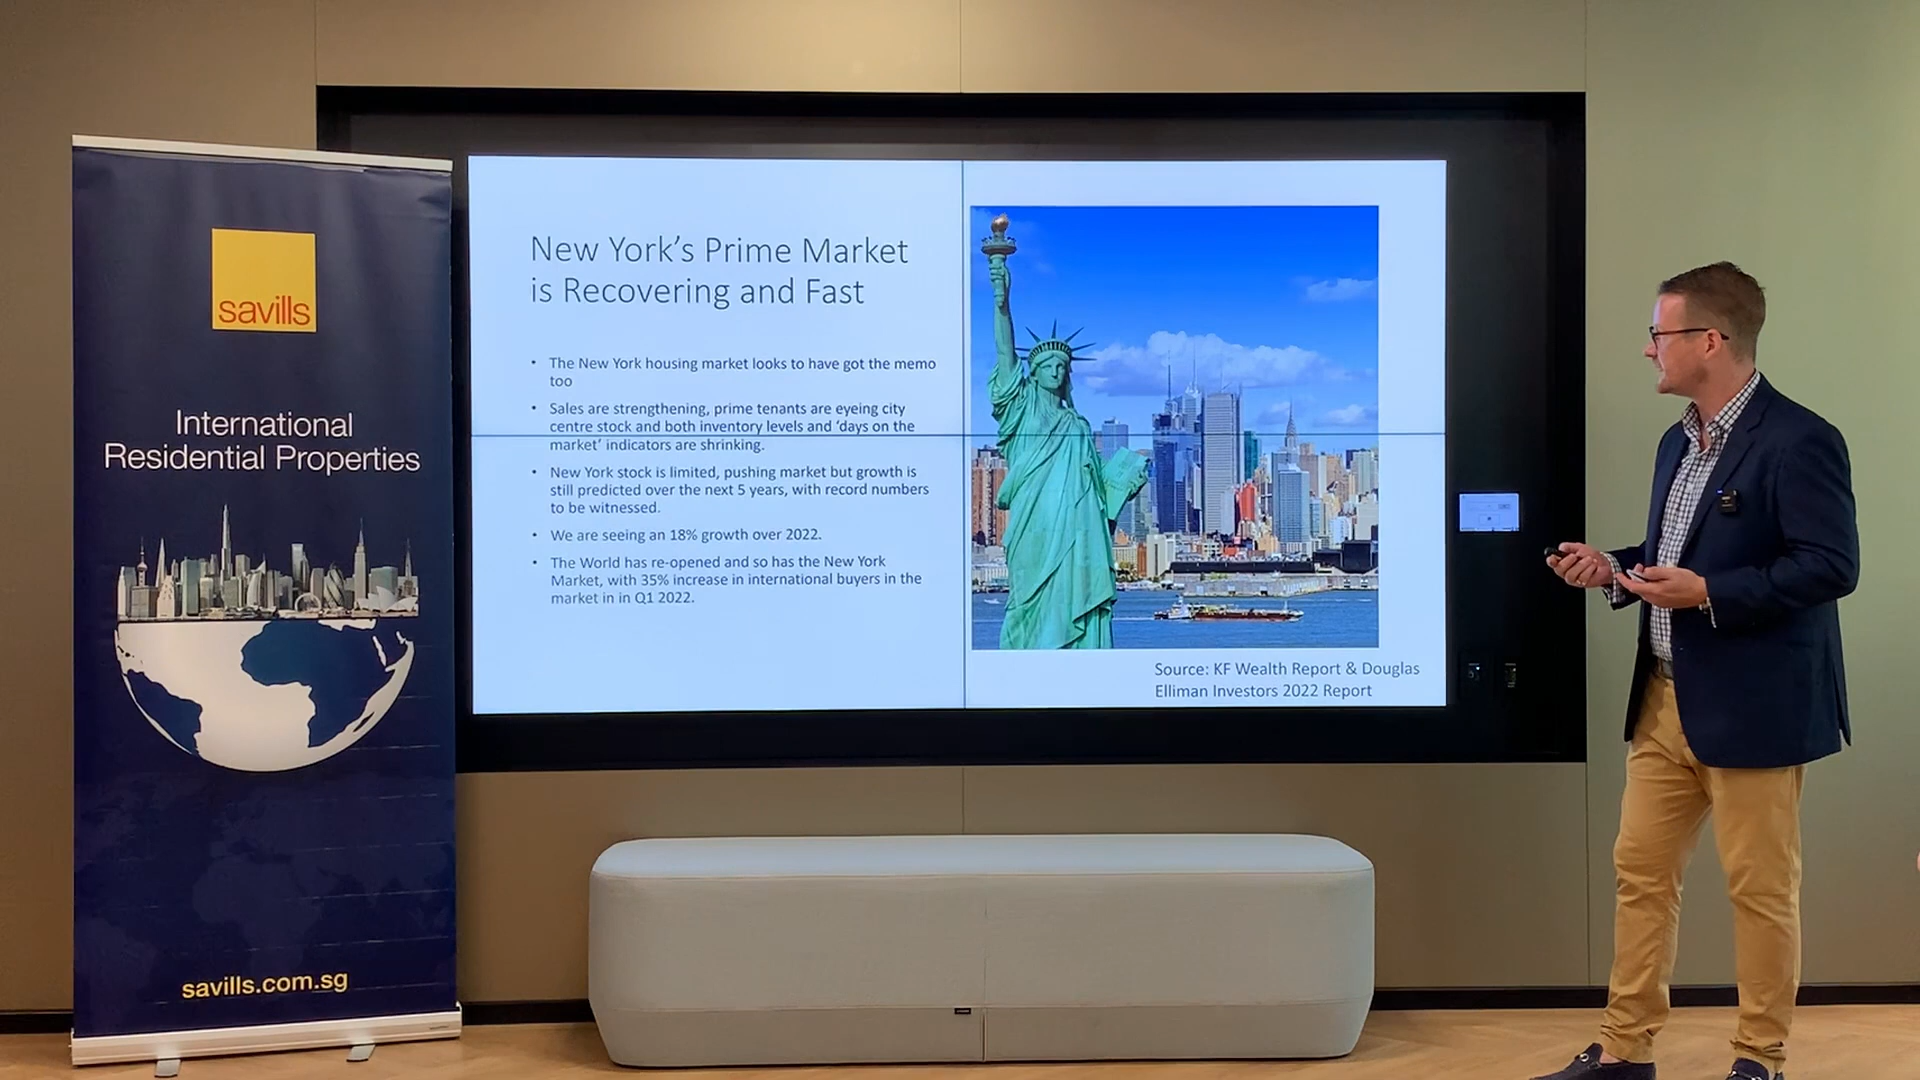 savills
International
Residential Properties
savills.com.sg
New York’s Prime Market
is Recovering and Fast
• The New York housing market looks to have got the memo
too
• Sales are strengthening, prime tenants are eyeing city
centre stock and both inventory levels and ‘days on the
market’ indicators are shrinking.
• New York stock is limited, pushing market but growth is
still predicted over the next 5 years, with record numbers
to be witnessed.
• We are seeing an 18% growth over 2022.
• The World has re-opened and so has the New York
Market, with 35% increase in international buyers in the
market in in Q1 2022.
Source: KF Wealth Report & Douglas
Elliman Investors 2022 Report